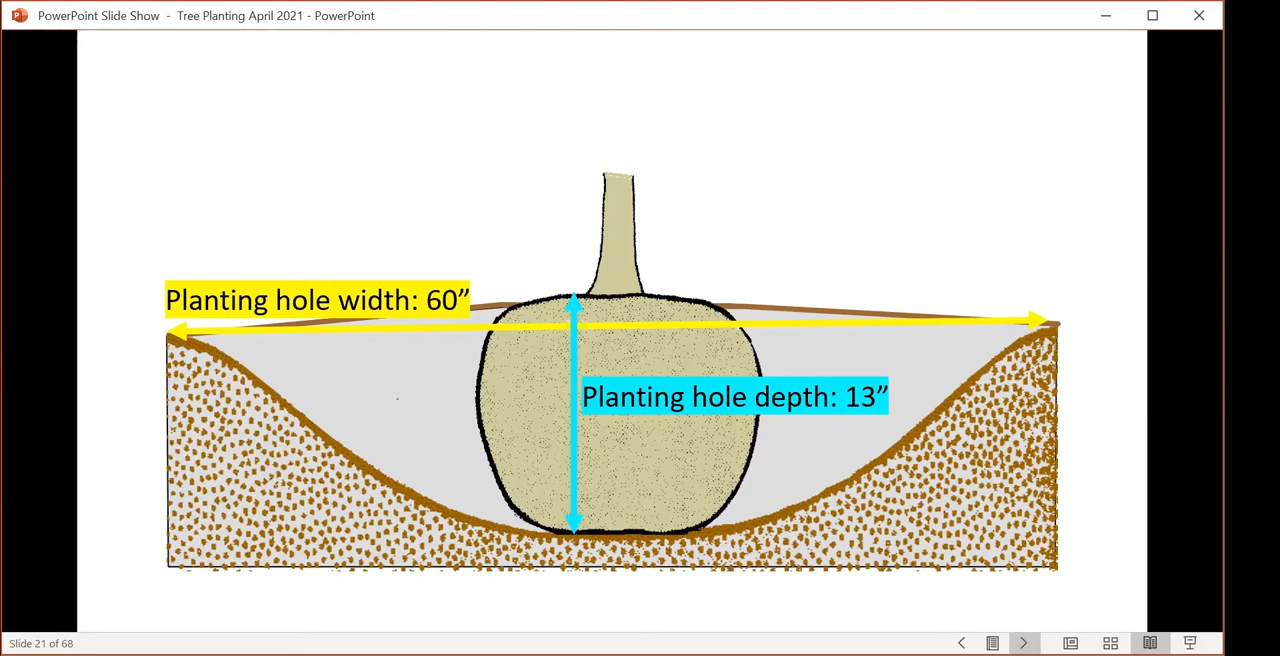 PowerPoint Slide Show - Tree Planting April 2021 - PowerPoint
Planting hole width: 60”
Planting hole depth: 13”
Slide 21 of 68